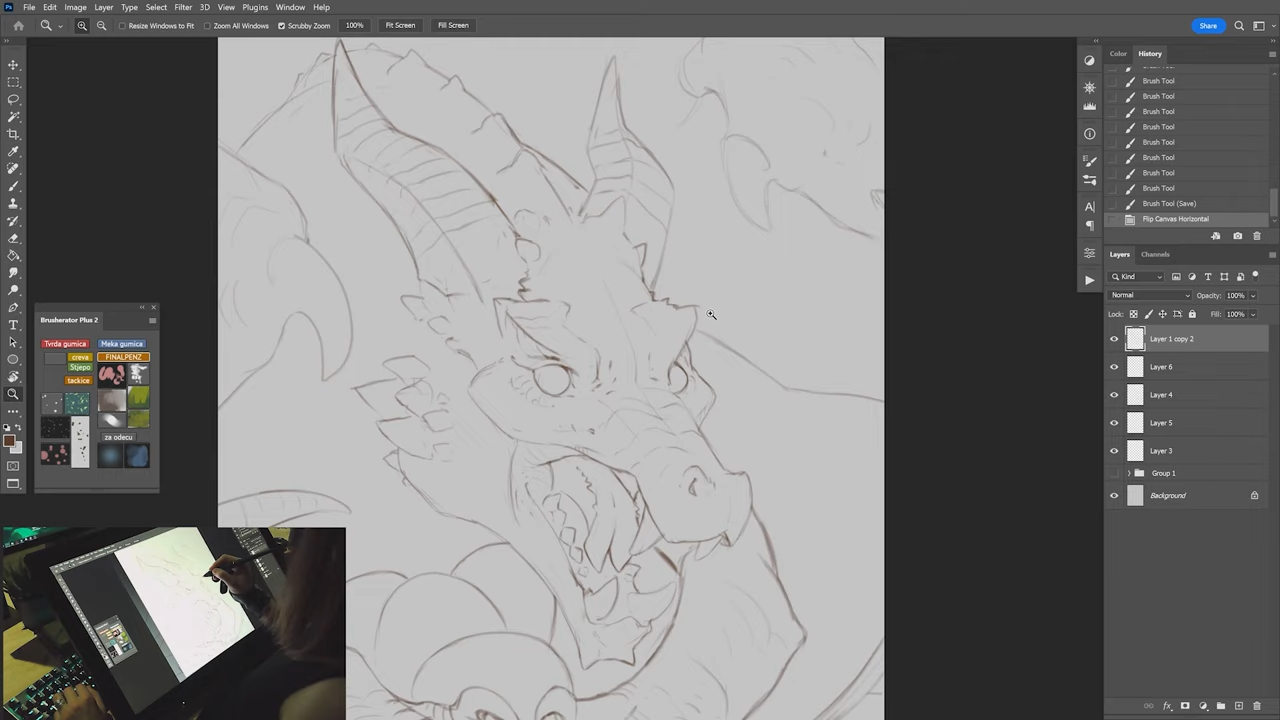 Ps File Edit Image Layer Type Select Filter 3D View Plugins Window Help
Resize Windows to Fit Zoom All Windows Scrubby Zoom 100% Fit Screen Fill Screen Share
Color History
Brush Tool
Brush Tool
Brush Tool
Brush Tool
Brush Tool
Brush Tool
Brush Tool
Brush Tool
Brush Tool (Save)
Flip Canvas Horizontal
Layers Channels
Kind
Normal Opacity: 100%
Lock: Fill: 100%
Layer 1 copy 2
Layer 6
Layer 4
Layer 5
Layer 3
Group 1
Background
Brusherator Plus 2
Tvrda gumica Meka gumica
creva FINALPENZ
Stjepo
tackice
za odecu